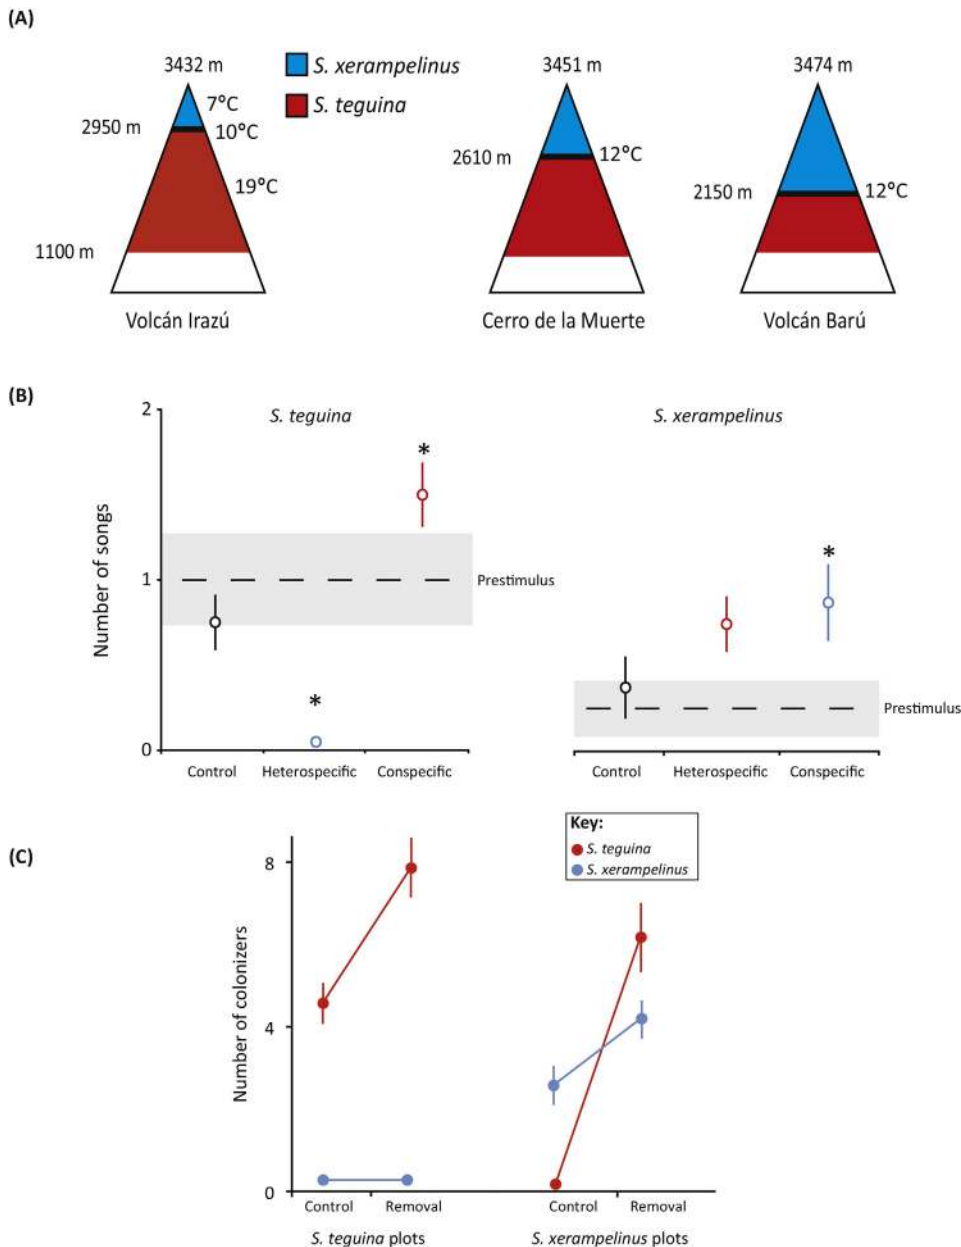 (A)
3432 m
S. xerampelinus
3451 m
3474 m
S. teguina
7°C
2950 m
10°C
2610 m
12°C
19°C
2150 m
12°C
1100 m
Volcán Irazú
Cerro de la Muerte
Volcán Barú
(B)
2
S. teguina
S. xerampelinus
*
Number of songs
1
Prestimulus
*
*
Prestimulus
0
Control
Heterospecific
Conspecific
Control
Heterospecific
Conspecific
(C)
Key:
S. teguina
S. xerampelinus
8
Number of colonizers
4
0
Control
Removal
Control
Removal
S. teguina plots
S. xerampelinus plots